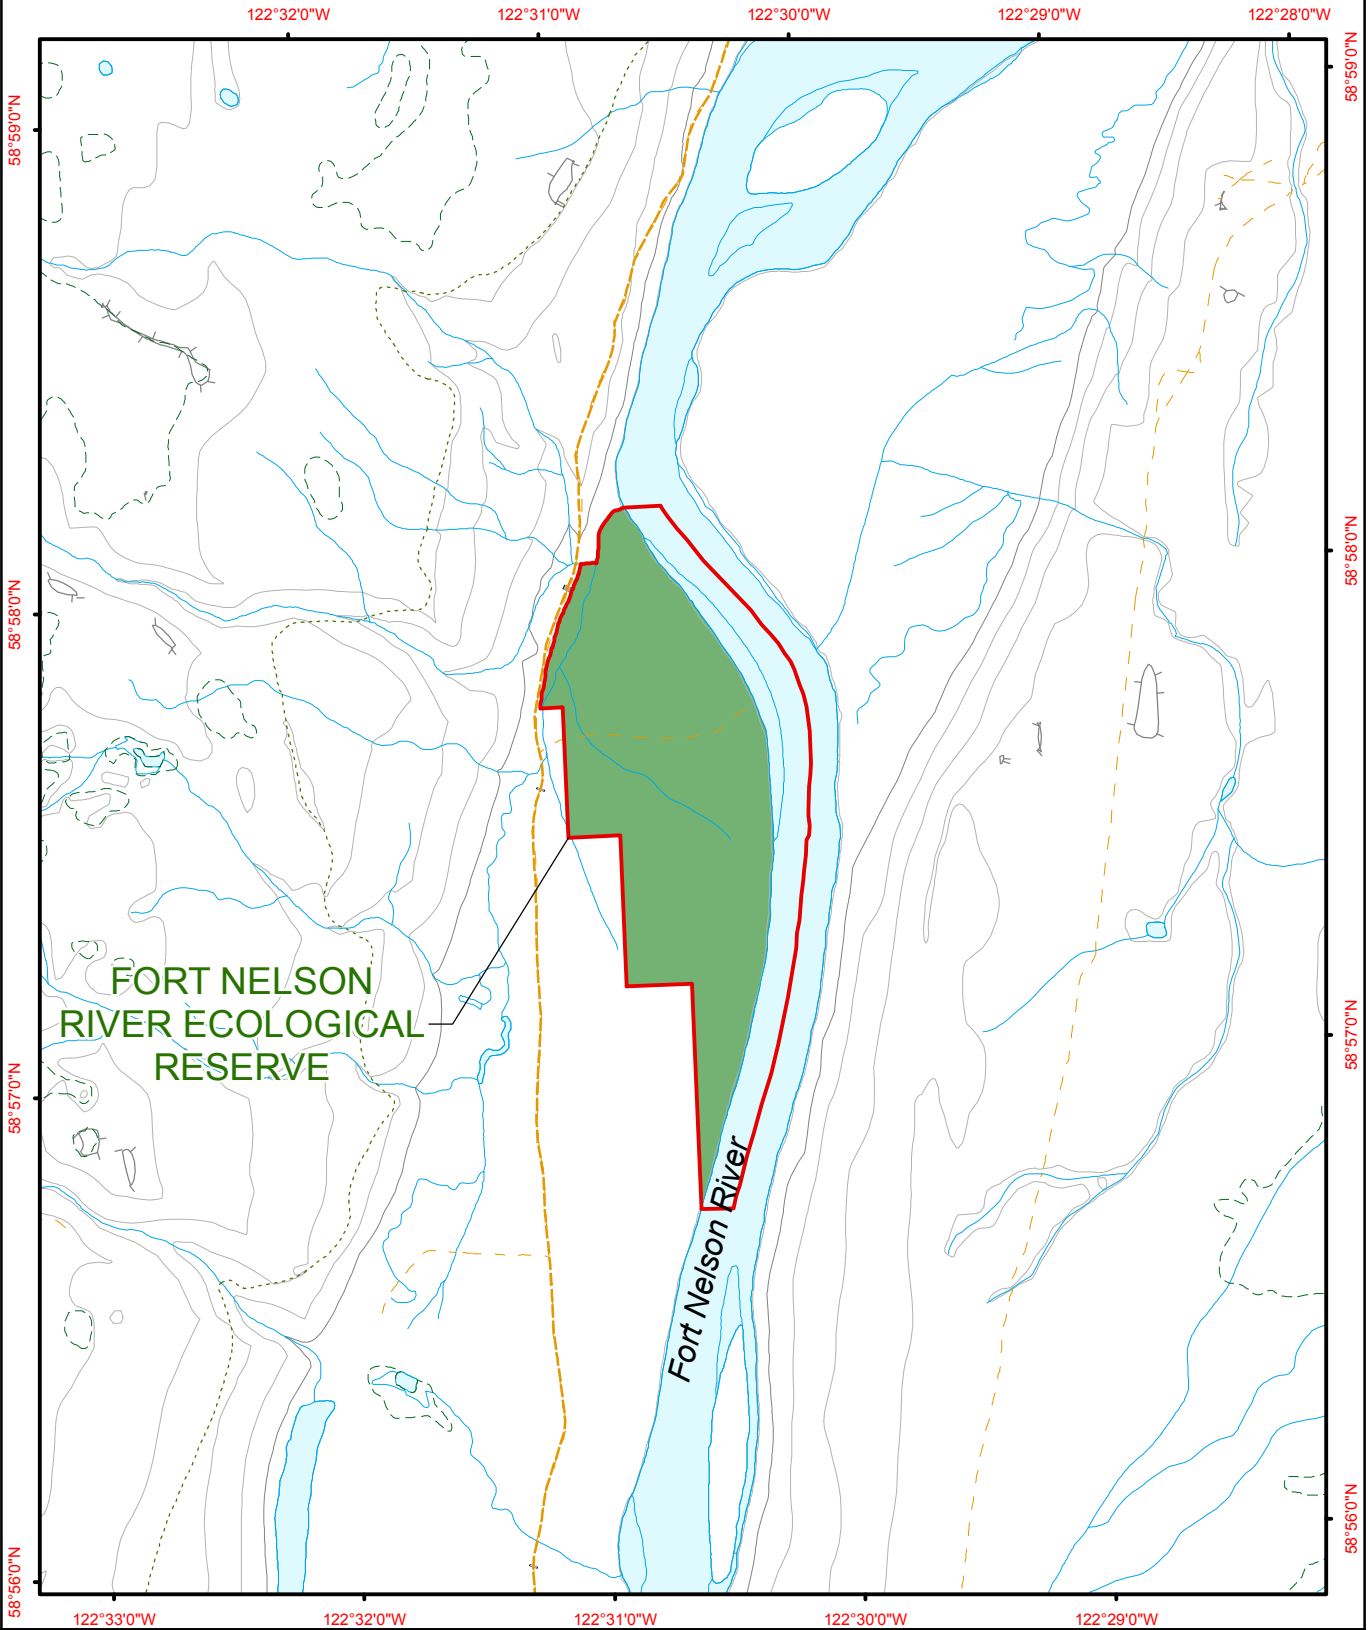 122°32'0"W 122°31'0"W 122°30'0"W 122°29'0"W 122°28'0"W
58°59'0"N
58°59'0"N
58°58'0"N
58°58'0"N
FORT NELSON
RIVER ECOLOGICAL
RESERVE
58°57'0"N
58°57'0"N
Fort Nelson River
58°56'0"N
58°56'0"N
122°33'0"W 122°32'0"W 122°31'0"W 122°30'0"W 122°29'0"W